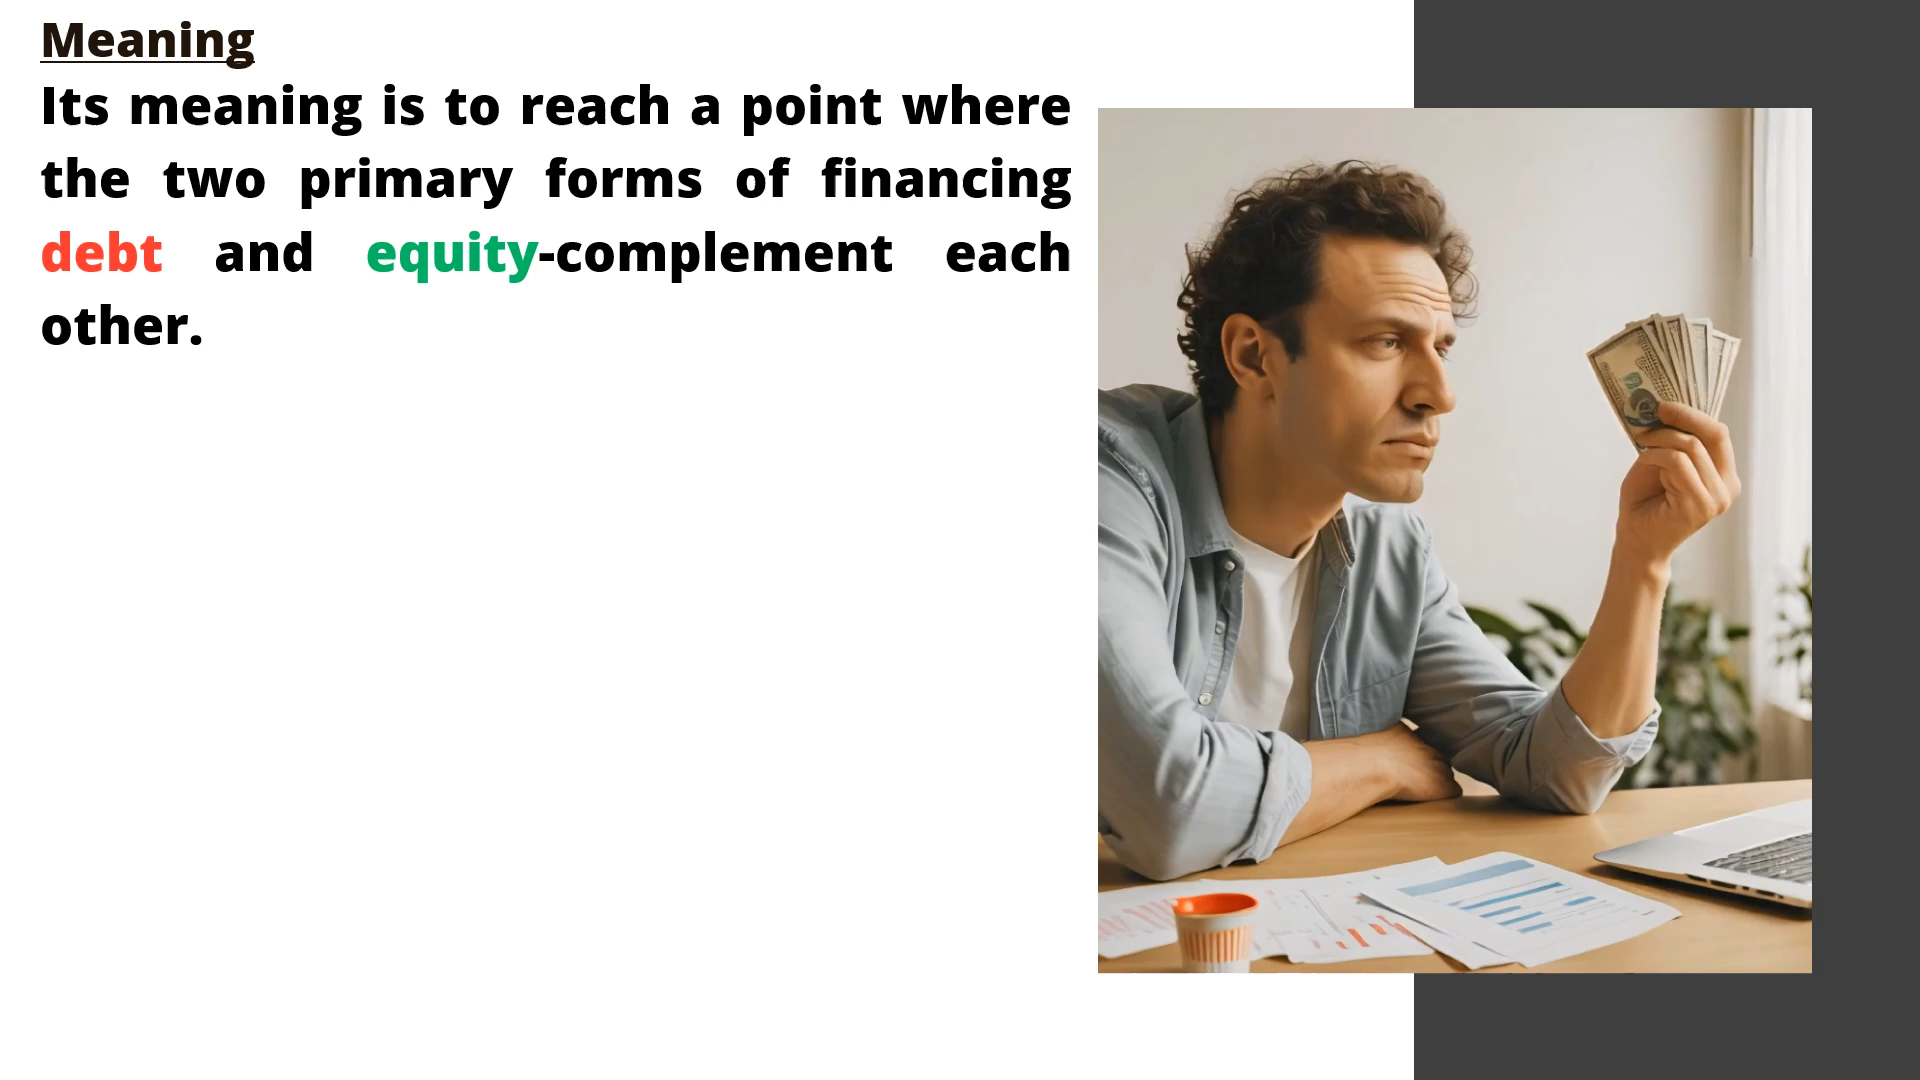 Meaning
Its meaning is to reach a point where
the two primary forms of financing
debt and equity-complement each
other.